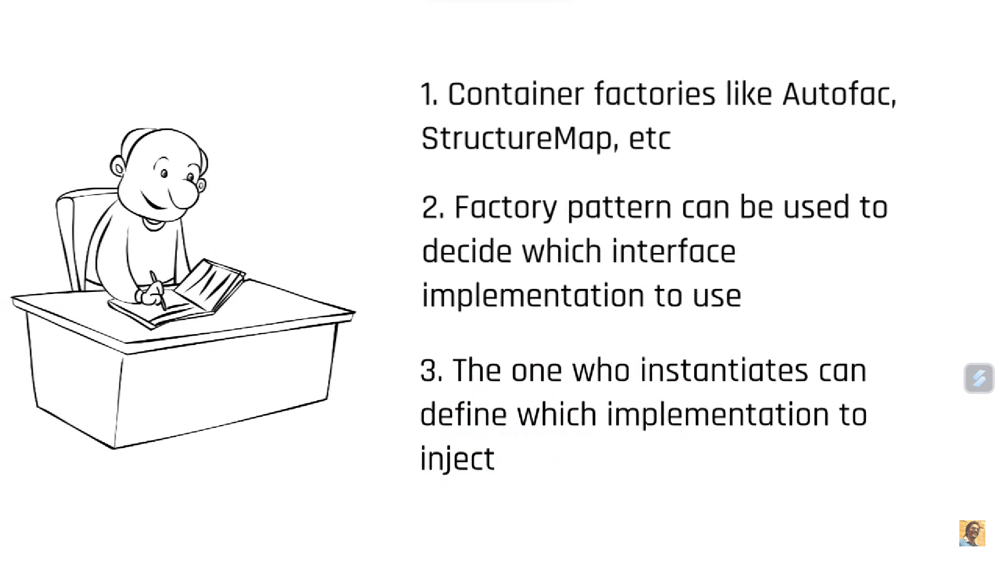 1. Container factories like Autofac,
StructureMap, etc
2. Factory pattern can be used to
decide which interface
implementation to use
3. The one who instantiates can
define which implementation to
inject